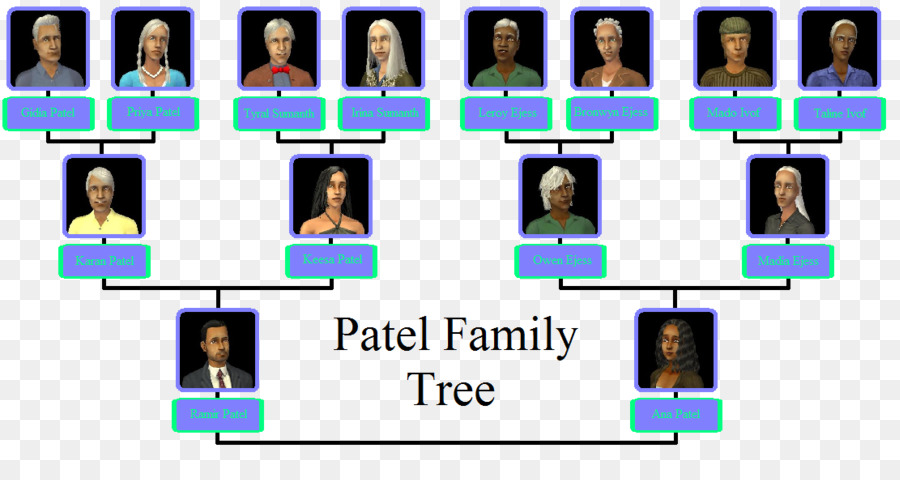 Gidia Patel
Priya Patel
Tyral Sumanth
Irina Sumanth
Leroy Ejess
Bronwyn Ejess
Mado Ivof
Taline Ivof
Karan Patel
Keesa Patel
Owen Ejess
Madia Ejess
Patel Family
Tree
Ramir Patel
Ana Patel